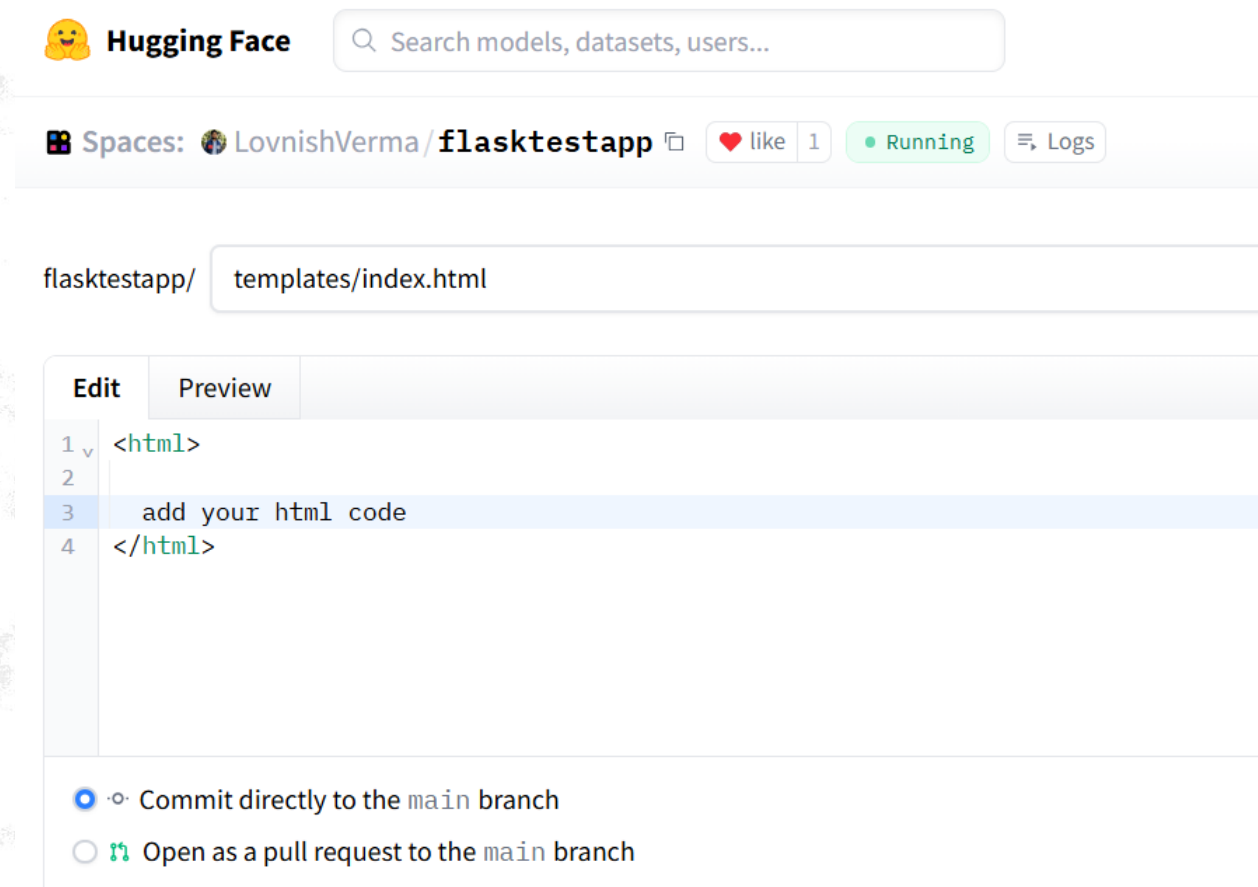 Hugging Face Search models, datasets, users...
Spaces: LovnishVerma/flasktestapp like 1 Running Logs
flasktestapp/ templates/index.html
Edit Preview
1 <html>
2
3 add your html code
4 </html>
Commit directly to the main branch
Open as a pull request to the main branch